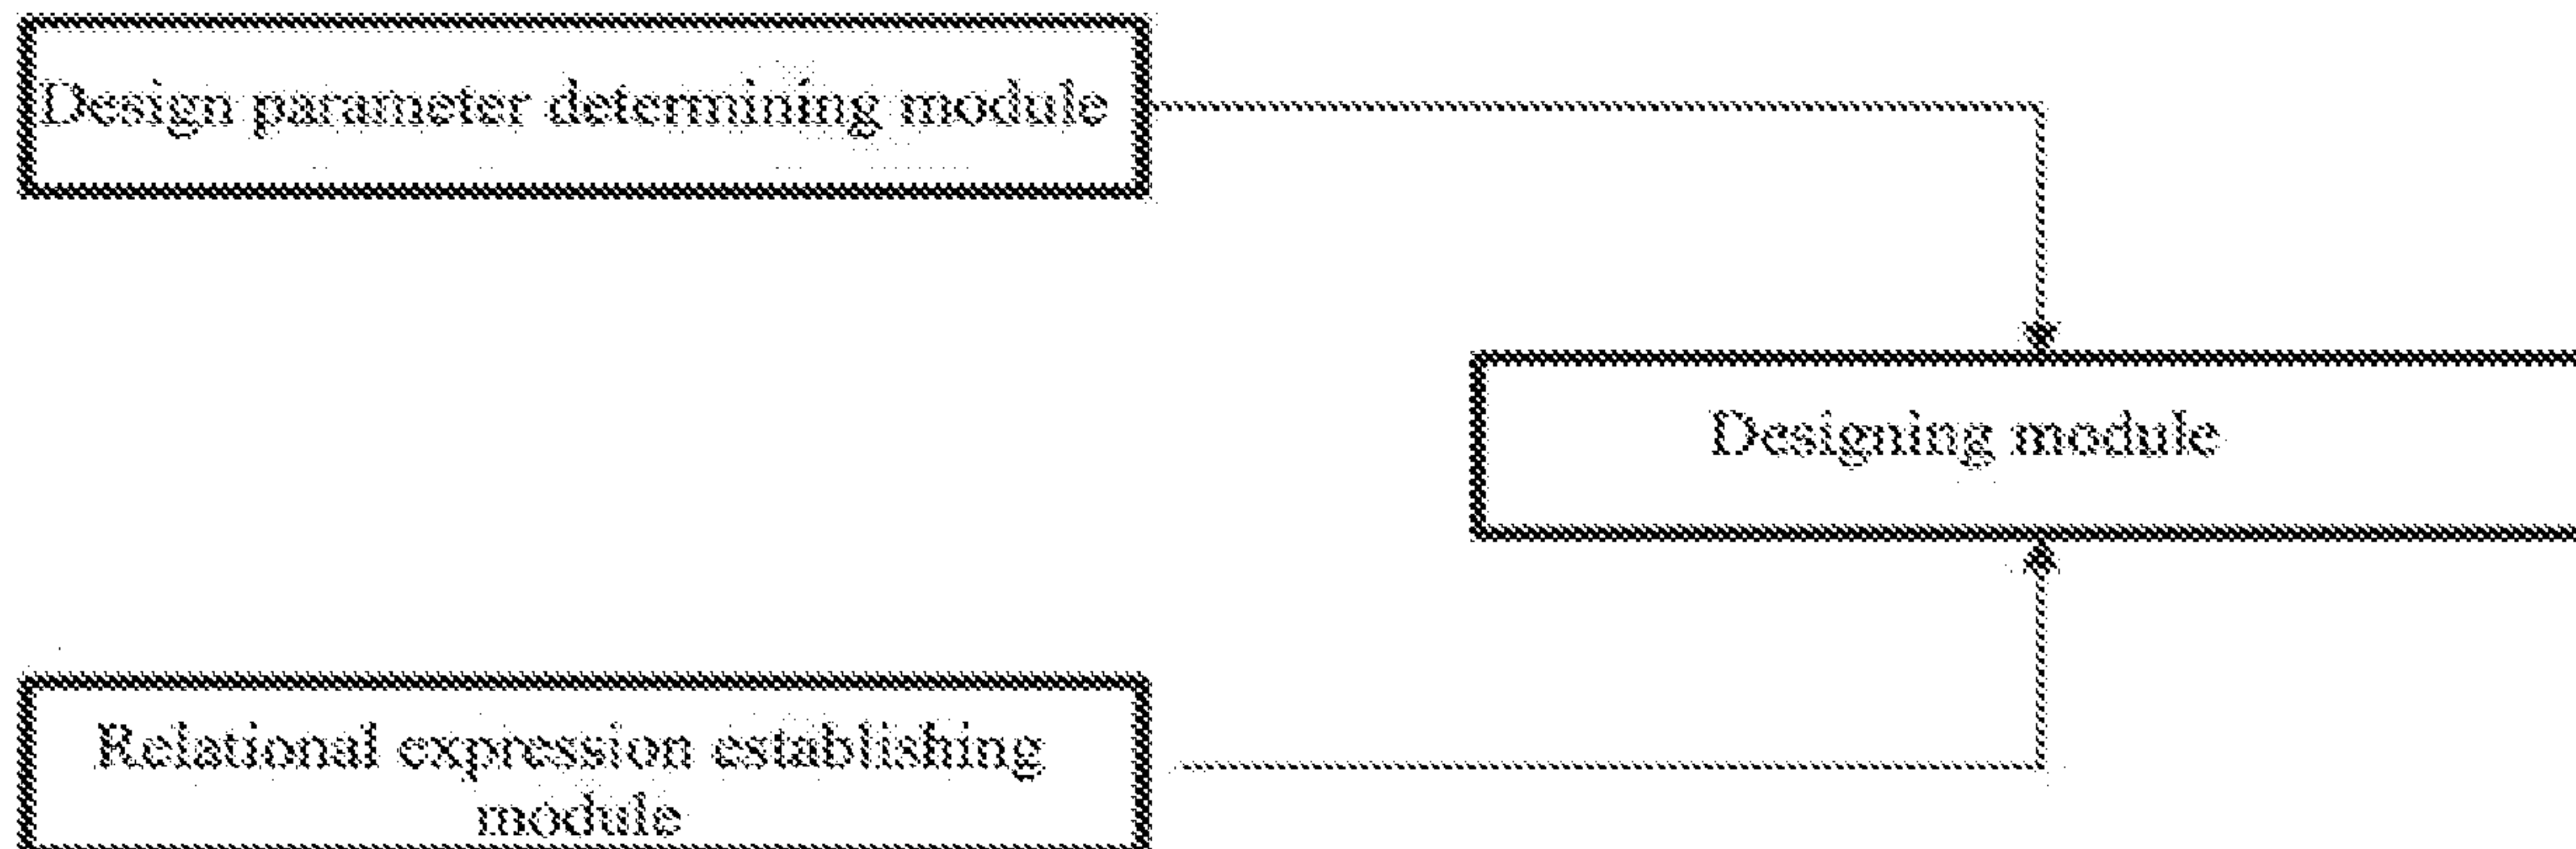 Design parameter determining module
Designing module
Relational expression establishing
module